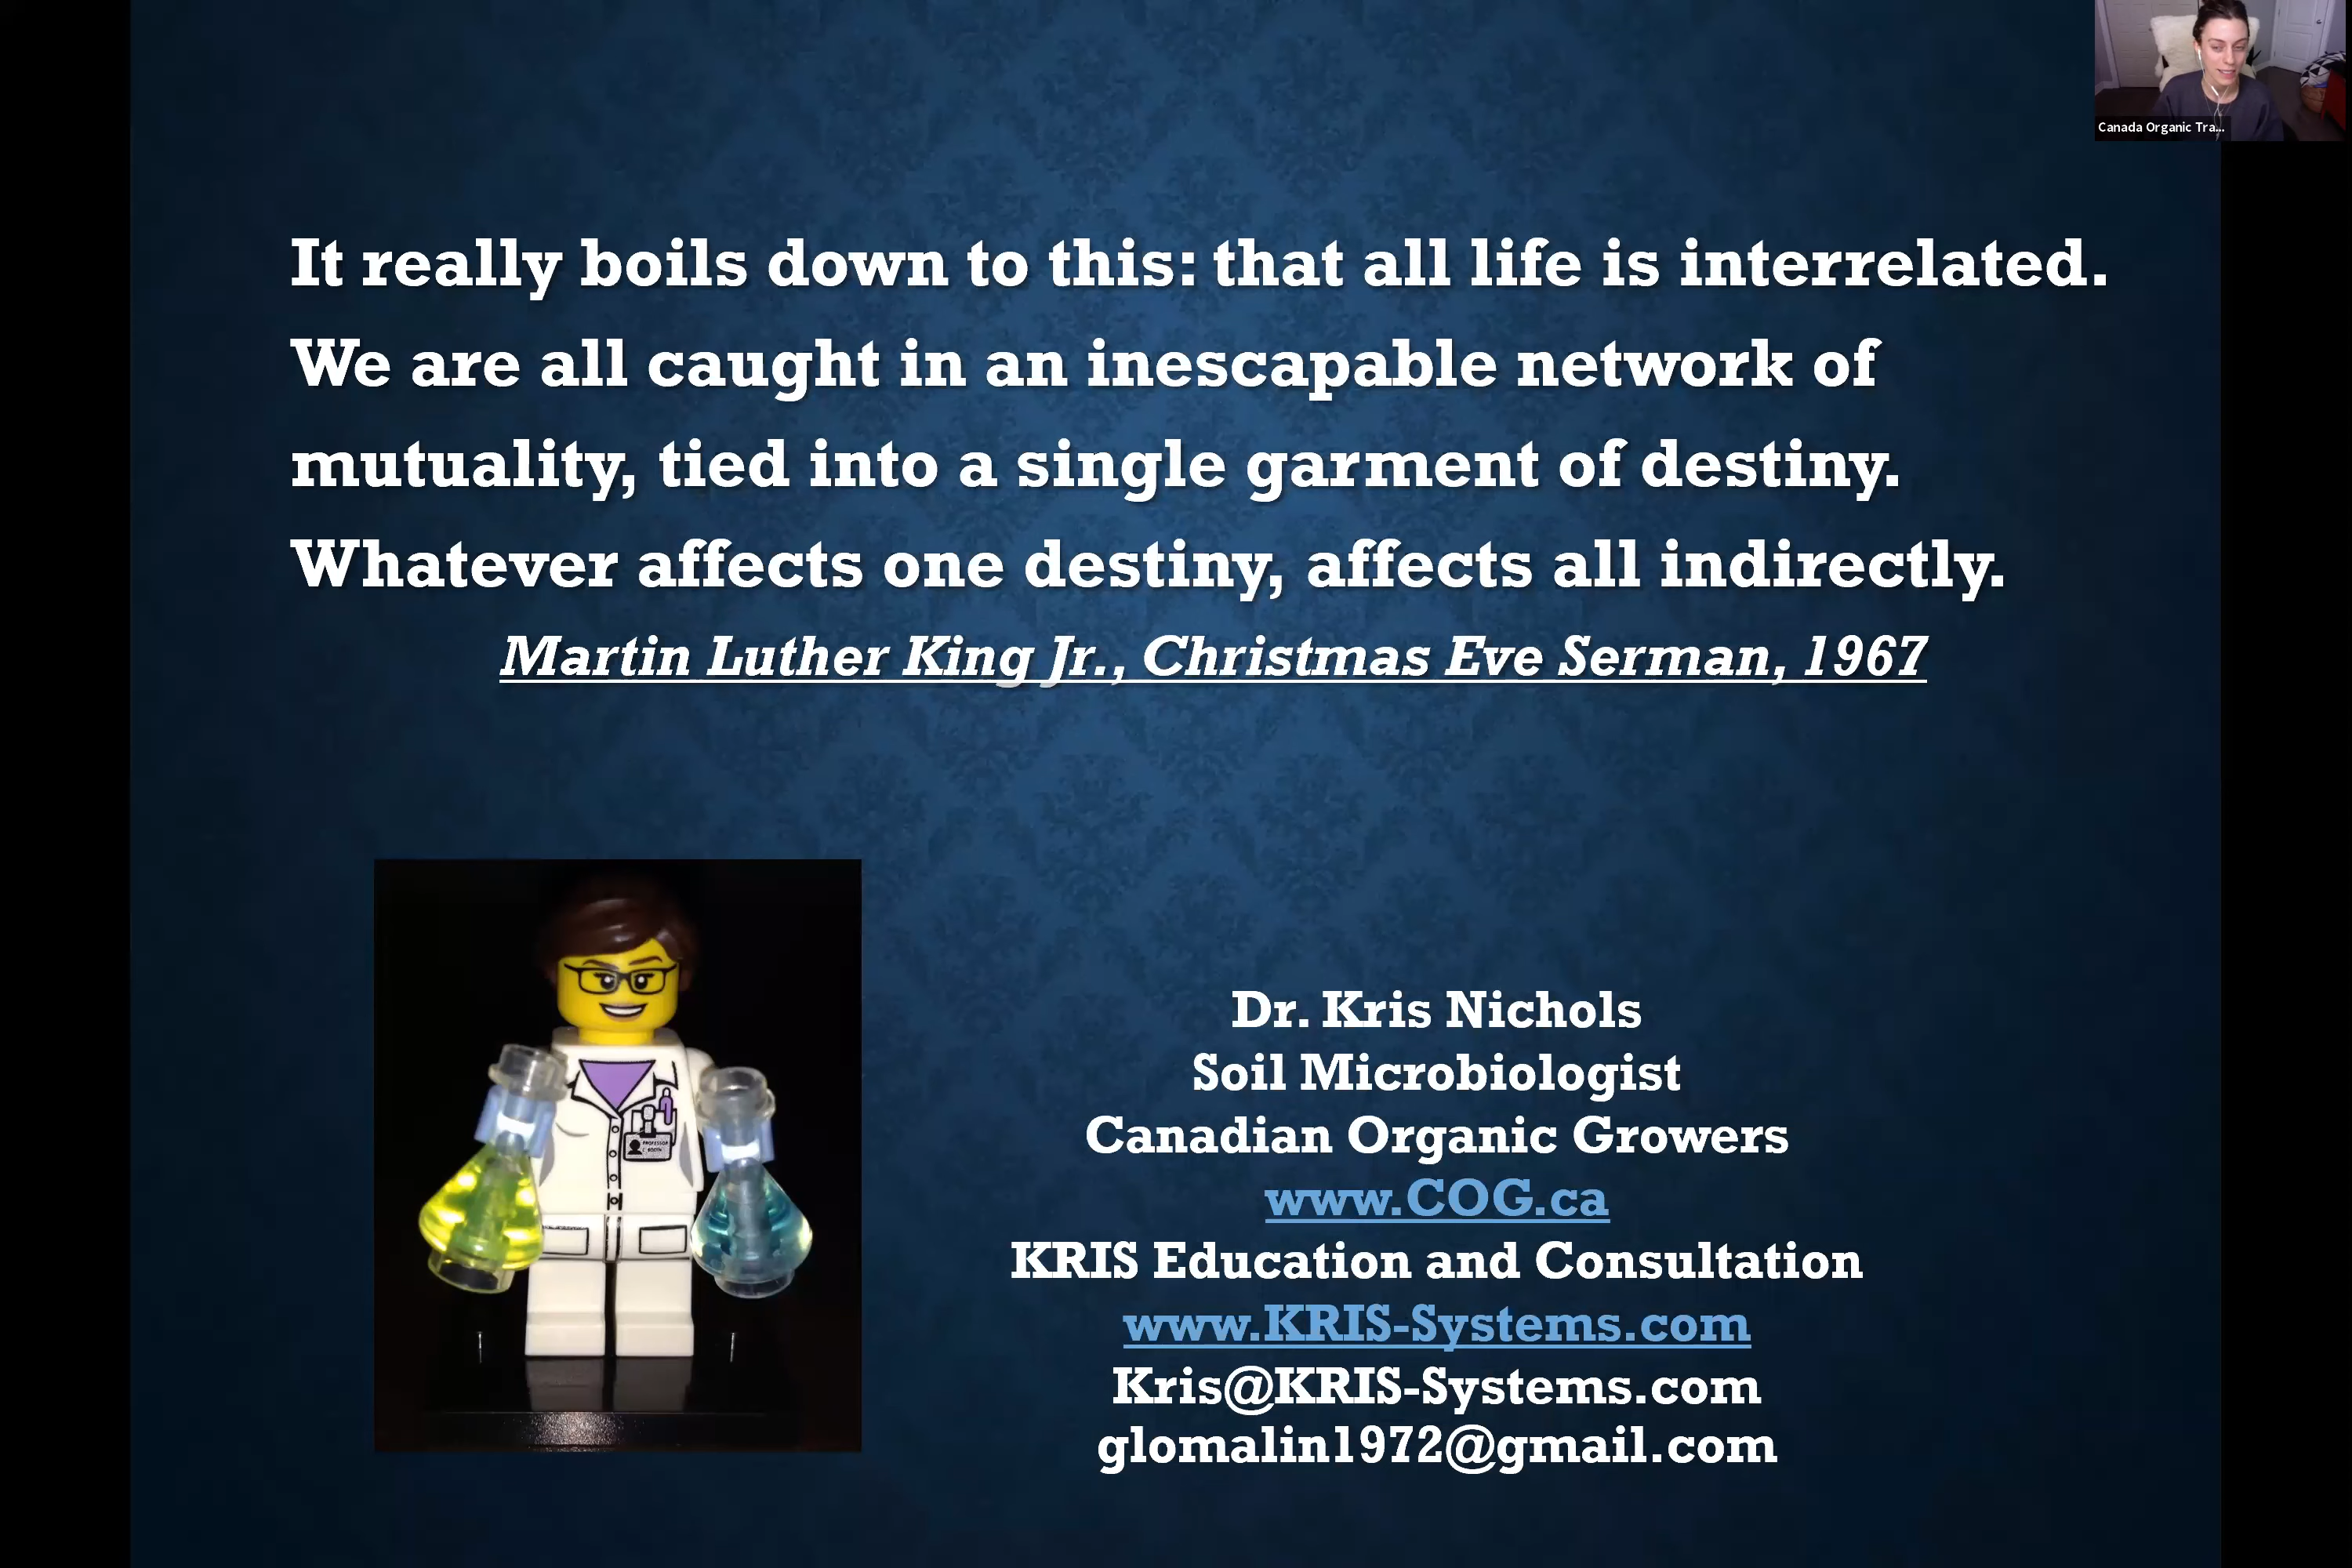 Canada Organic Tra...
It really boils down to this: that all life is interrelated.
We are all caught in an inescapable network of
mutuality, tied into a single garment of destiny.
Whatever affects one destiny, affects all indirectly.
Martin Luther King Jr., Christmas Eve Serman, 1967
PROFESSOR
Dr. Kris Nichols
Soil Microbiologist
Canadian Organic Growers
www.COG.ca
KRIS Education and Consultation
www.KRIS-Systems.com
Kris@KRIS-Systems.com
glomalin1972@gmail.com